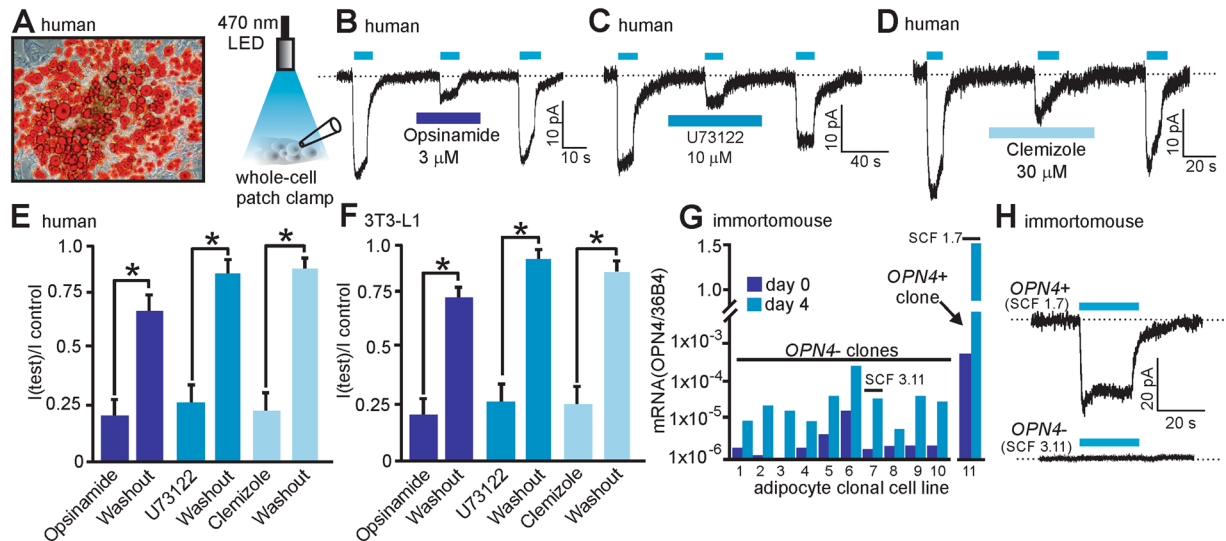 A human
470 nm
LED
whole-cell
patch clamp
B human
Opsinamide
3 µM
10 pA
10 s
C human
U73122
10 µM
10 pA
40 s
D human
Clemizole
30 µM
10 pA
20 s
E human
I(test)/I control
1.0
0.75
0.5
0.25
0
* * *
Opsinamide
Washout
U73122
Washout
Clemizole
Washout
F 3T3-L1
I(test)/I control
1.0
0.75
0.5
0.25
0
* * *
Opsinamide
Washout
U73122
Washout
Clemizole
Washout
G immortomouse
mRNA(OPN4/36B4)
1.5
1.0
1x10-3
1x10-4
1x10-5
1x10-6
day 0
day 4
SCF 1.7
OPN4+
clone
OPN4- clones
SCF 3.11
1 2 3 4 5 6 7 8 9 10 11
adipocyte clonal cell line
H immortomouse
OPN4+
(SCF 1.7)
20 pA
20 s
OPN4-
(SCF 3.11)